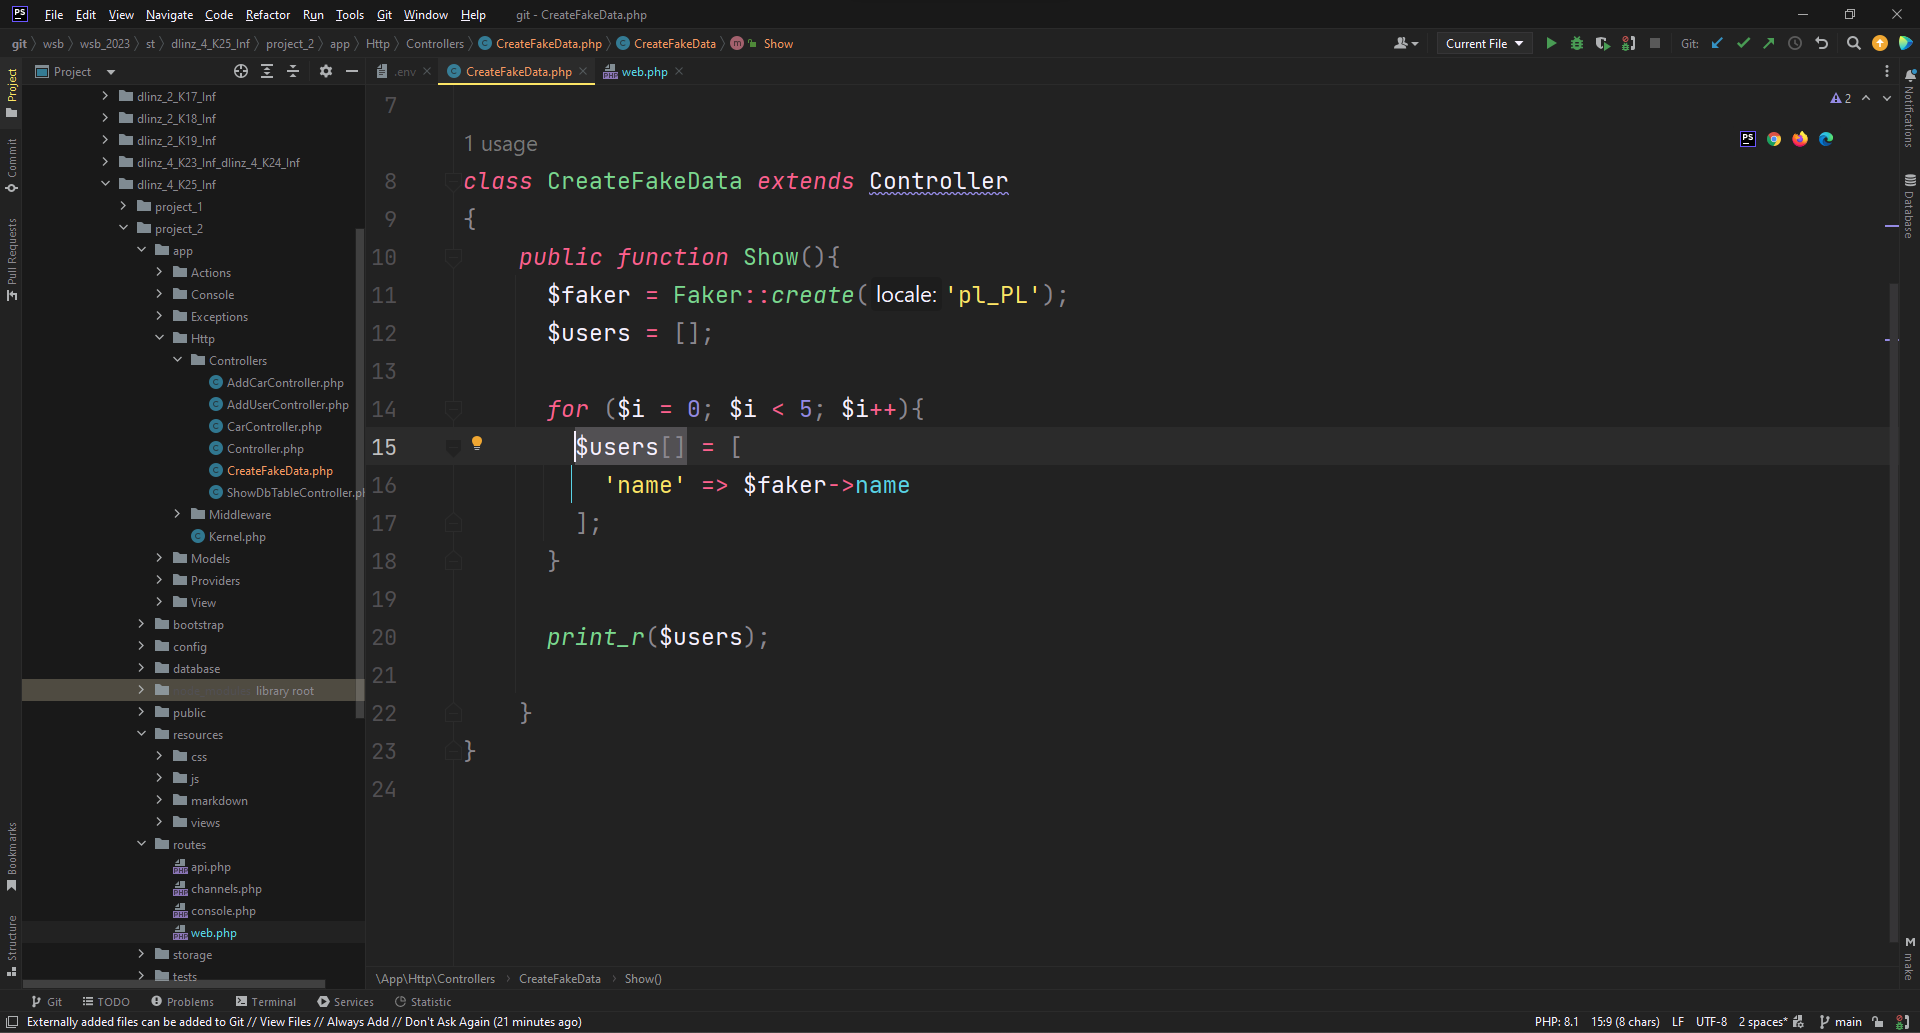 File Edit View Navigate Code Refactor Run Tools Git Window Help git - CreateFakeData.php
git wsb wsb_2023 st dlinz_4_K25_Inf project_2 app Http Controllers CreateFakeData.php CreateFakeData m Show
Current File Git:
Project
.env CreateFakeData.php web.php
Project
Commit
Pull Requests
Bookmarks
Structure
dlinz_2_K17_Inf
dlinz_2_K18_Inf
dlinz_2_K19_Inf
dlinz_4_K23_Inf_dlinz_4_K24_Inf
dlinz_4_K25_Inf
project_1
project_2
app
Actions
Console
Exceptions
Http
Controllers
AddCarController.php
AddUserController.php
CarController.php
Controller.php
CreateFakeData.php
ShowDbTableController.ph
Middleware
Kernel.php
Models
Providers
View
bootstrap
config
database
library root
public
resources
css
js
markdown
views
routes
api.php
channels.php
console.php
web.php
storage
tests
2
7
1 usage
8 class CreateFakeData extends Controller
9 {
10 public function Show(){
11 $faker = Faker::create( locale: 'pl_PL');
12 $users = [];
13
14 for ($i = 0; $i < 5; $i++){
15 $users[] = [
16 'name' => $faker->name
17 ];
18 }
19
20 print_r($users);
21
22 }
23 }
24
Notifications
Database
make
\App\Http\Controllers CreateFakeData Show()
Git TODO Problems Terminal Services Statistic
Externally added files can be added to Git // View Files // Always Add // Don't Ask Again (21 minutes ago) PHP: 8.1 15:9 (8 chars) LF UTF-8 2 spaces* main